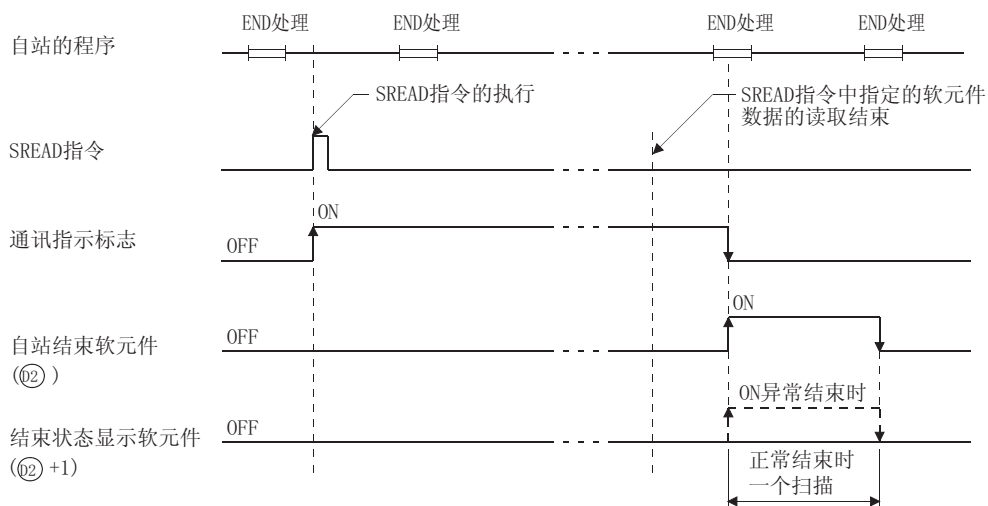 END处理 END处理 END处理 END处理
自站的程序
SREAD指令的执行
SREAD指令中指定的软元件
数据的读取结束
SREAD指令
ON
通讯指示标志
OFF
ON
OFF
自站结束软元件
(D2)
ON异常结束时
OFF
结束状态显示软元件
(D2+1)
正常结束时
一个扫描